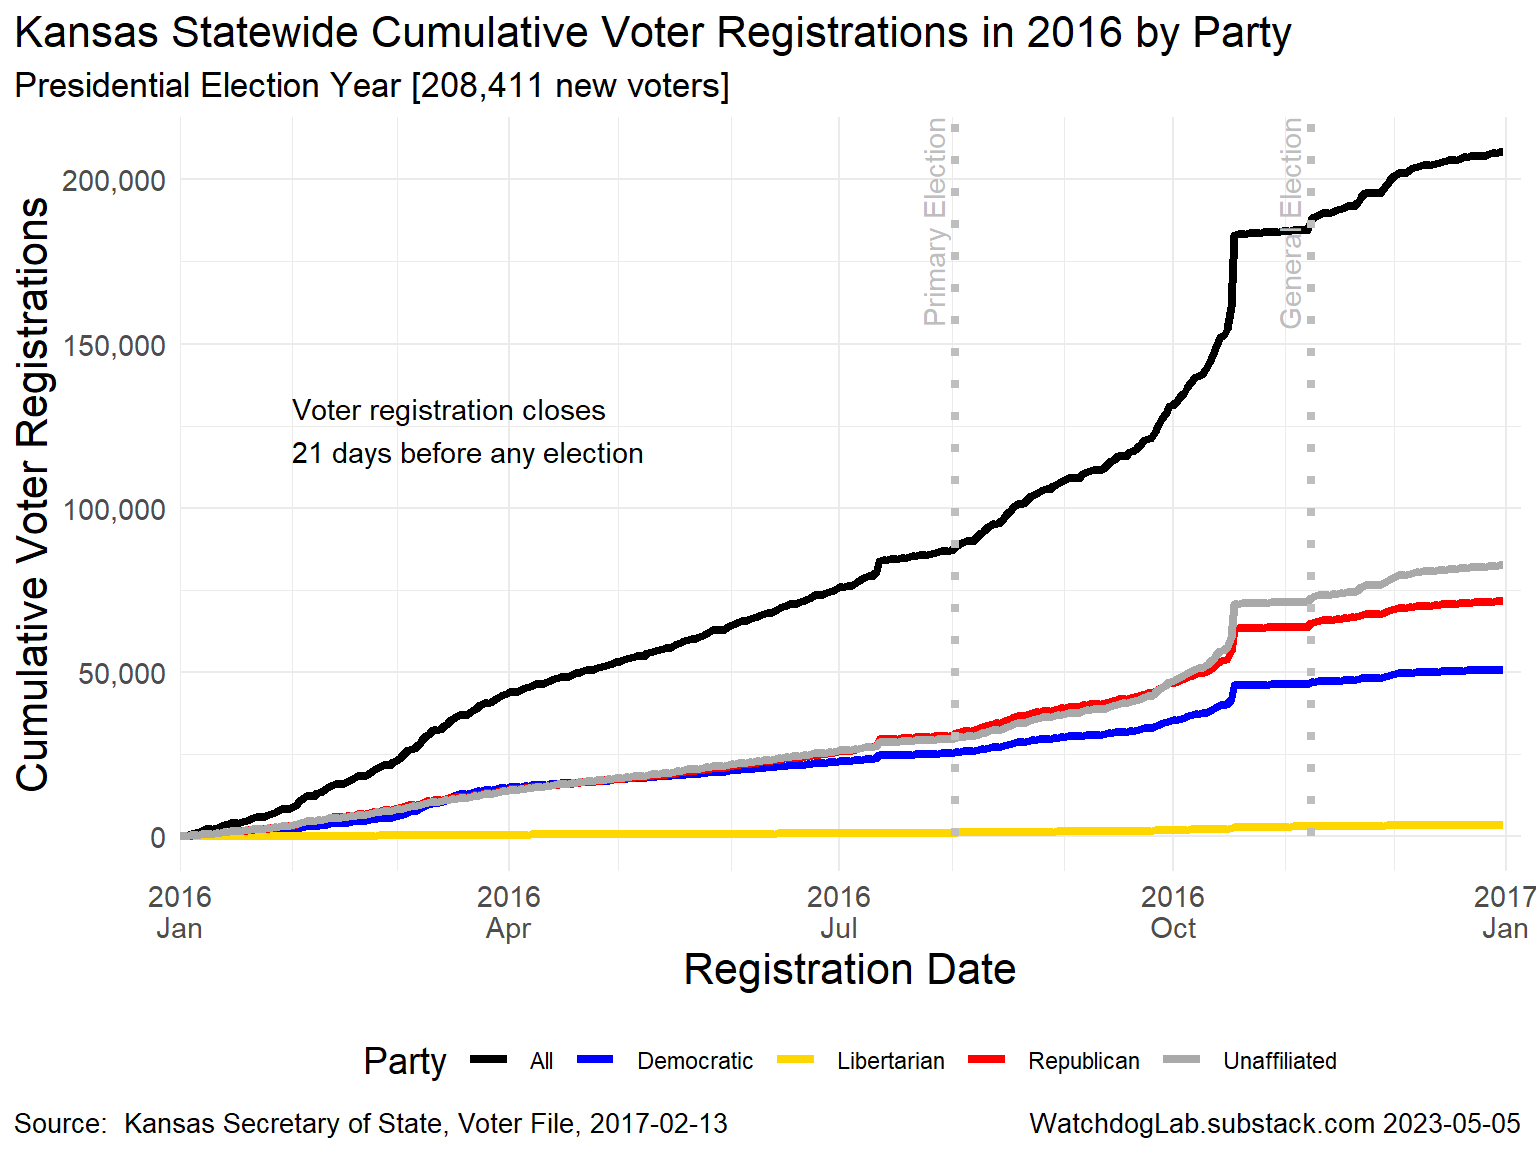 Kansas Statewide Cumulative Voter Registrations in 2016 by Party
Presidential Election Year [208,411 new voters]
Cumulative Voter Registrations
200,000
150,000
100,000
50,000
0
Primary Election
General Election
Voter registration closes
21 days before any election
2016
Jan
2016
Apr
2016
Jul
2016
Oct
2017
Jan
Registration Date
Party
All
Democratic
Libertarian
Republican
Unaffiliated
Source:  Kansas Secretary of State, Voter File, 2017-02-13
WatchdogLab.substack.com 2023-05-05